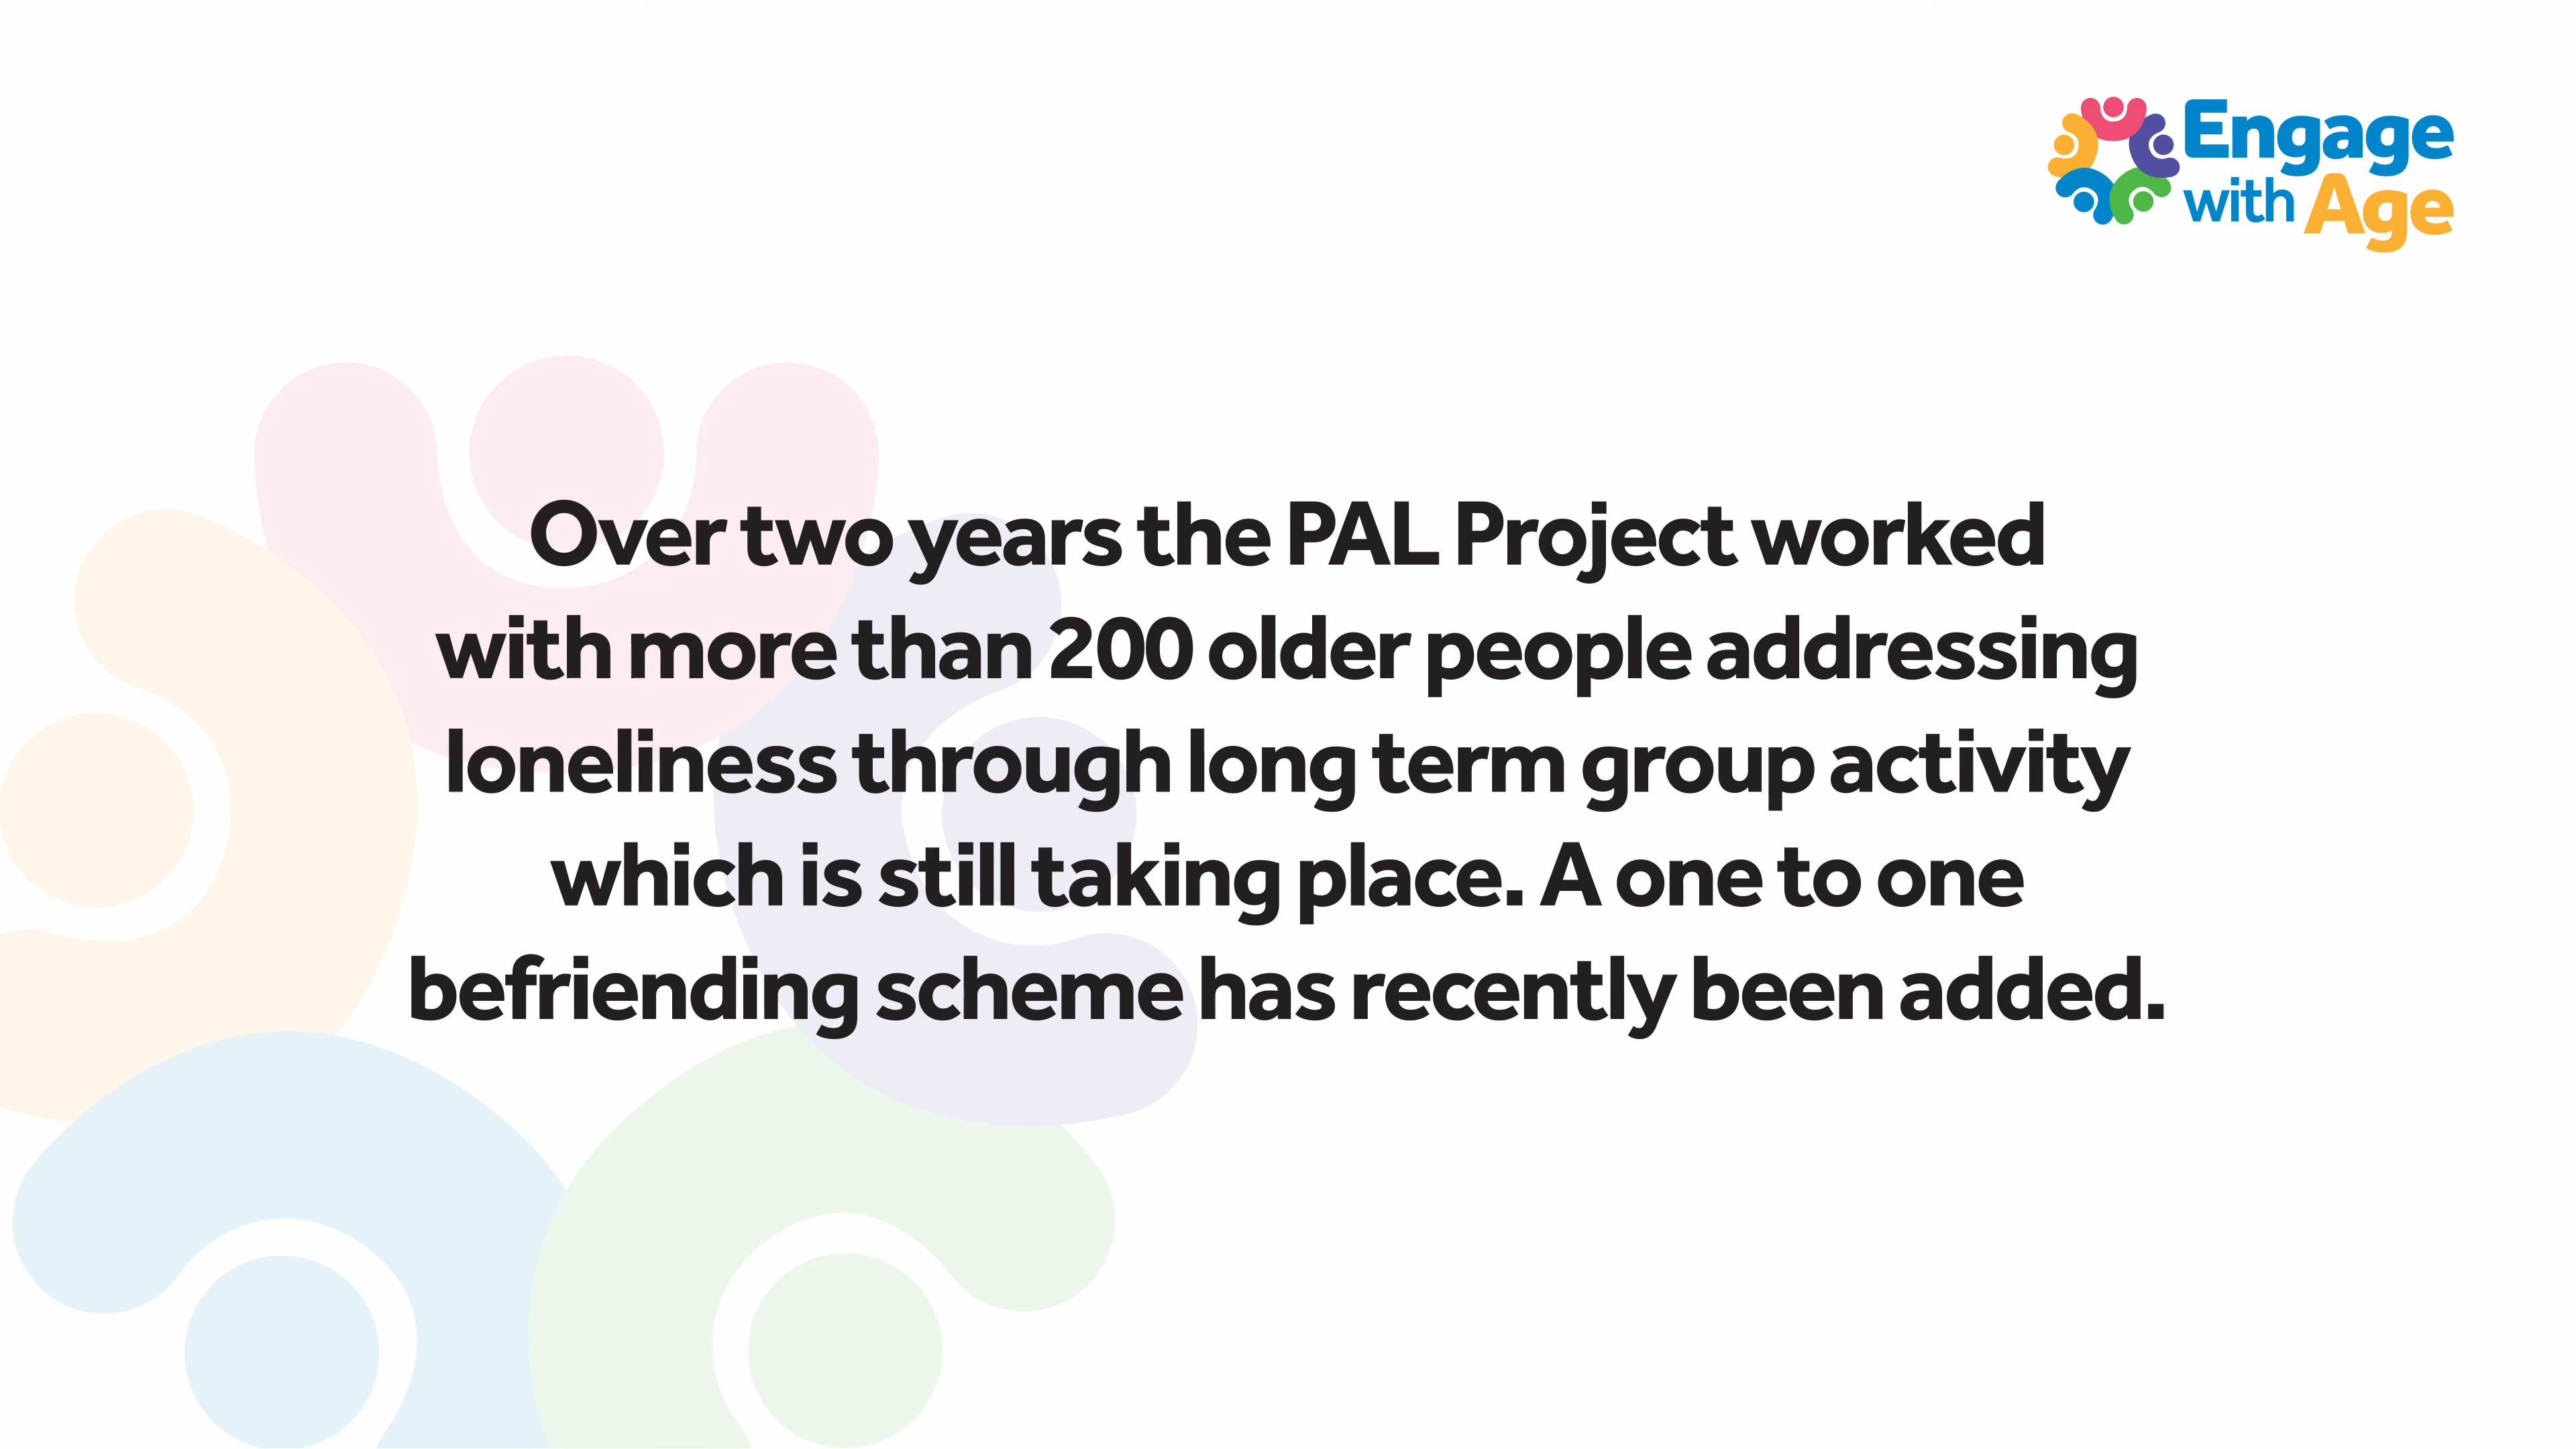 Engage
with Age
Over two years the PAL Project worked
with more than 200 older people addressing
loneliness through long term group activity
which is still taking place. A one to one
befriending scheme has recently been added.